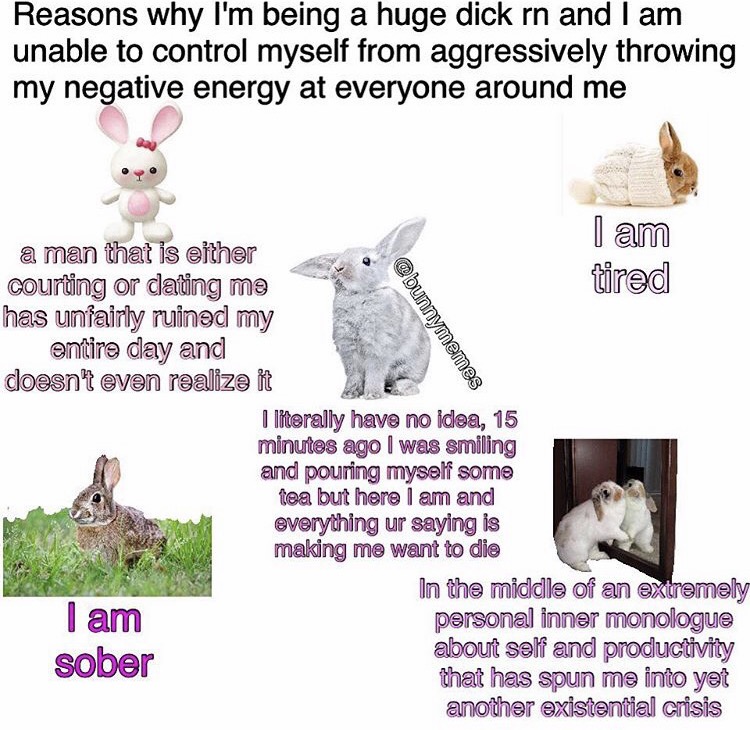 Reasons why I'm being a huge dick rn and I am
unable to control myself from aggressively throwing
my negative energy at everyone around me
a man that is either
courting or dating me
has unfairly ruined my
entire day and
doesn't even realize it
I am
tired
@bunnymemes
I literally have no idea, 15
minutes ago I was smiling
and pouring myself some
tea but here I am and
everything ur saying is
making me want to die
I am
sober
In the middle of an extremely
personal inner monologue
about self and productivity
that has spun me into yet
another existential crisis